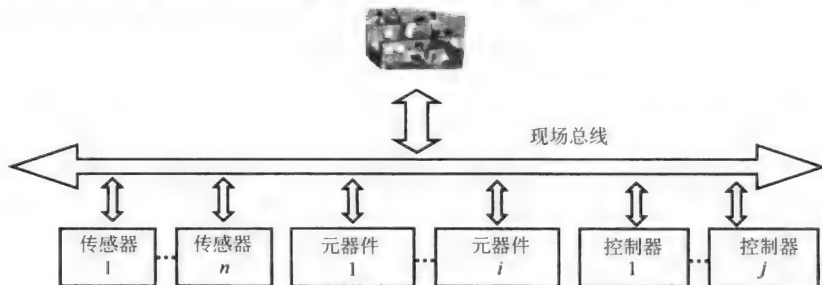 现场总线
传感器 传感器 元器件 元器件 控制器 控制器
1 … n 1 … i 1 … j